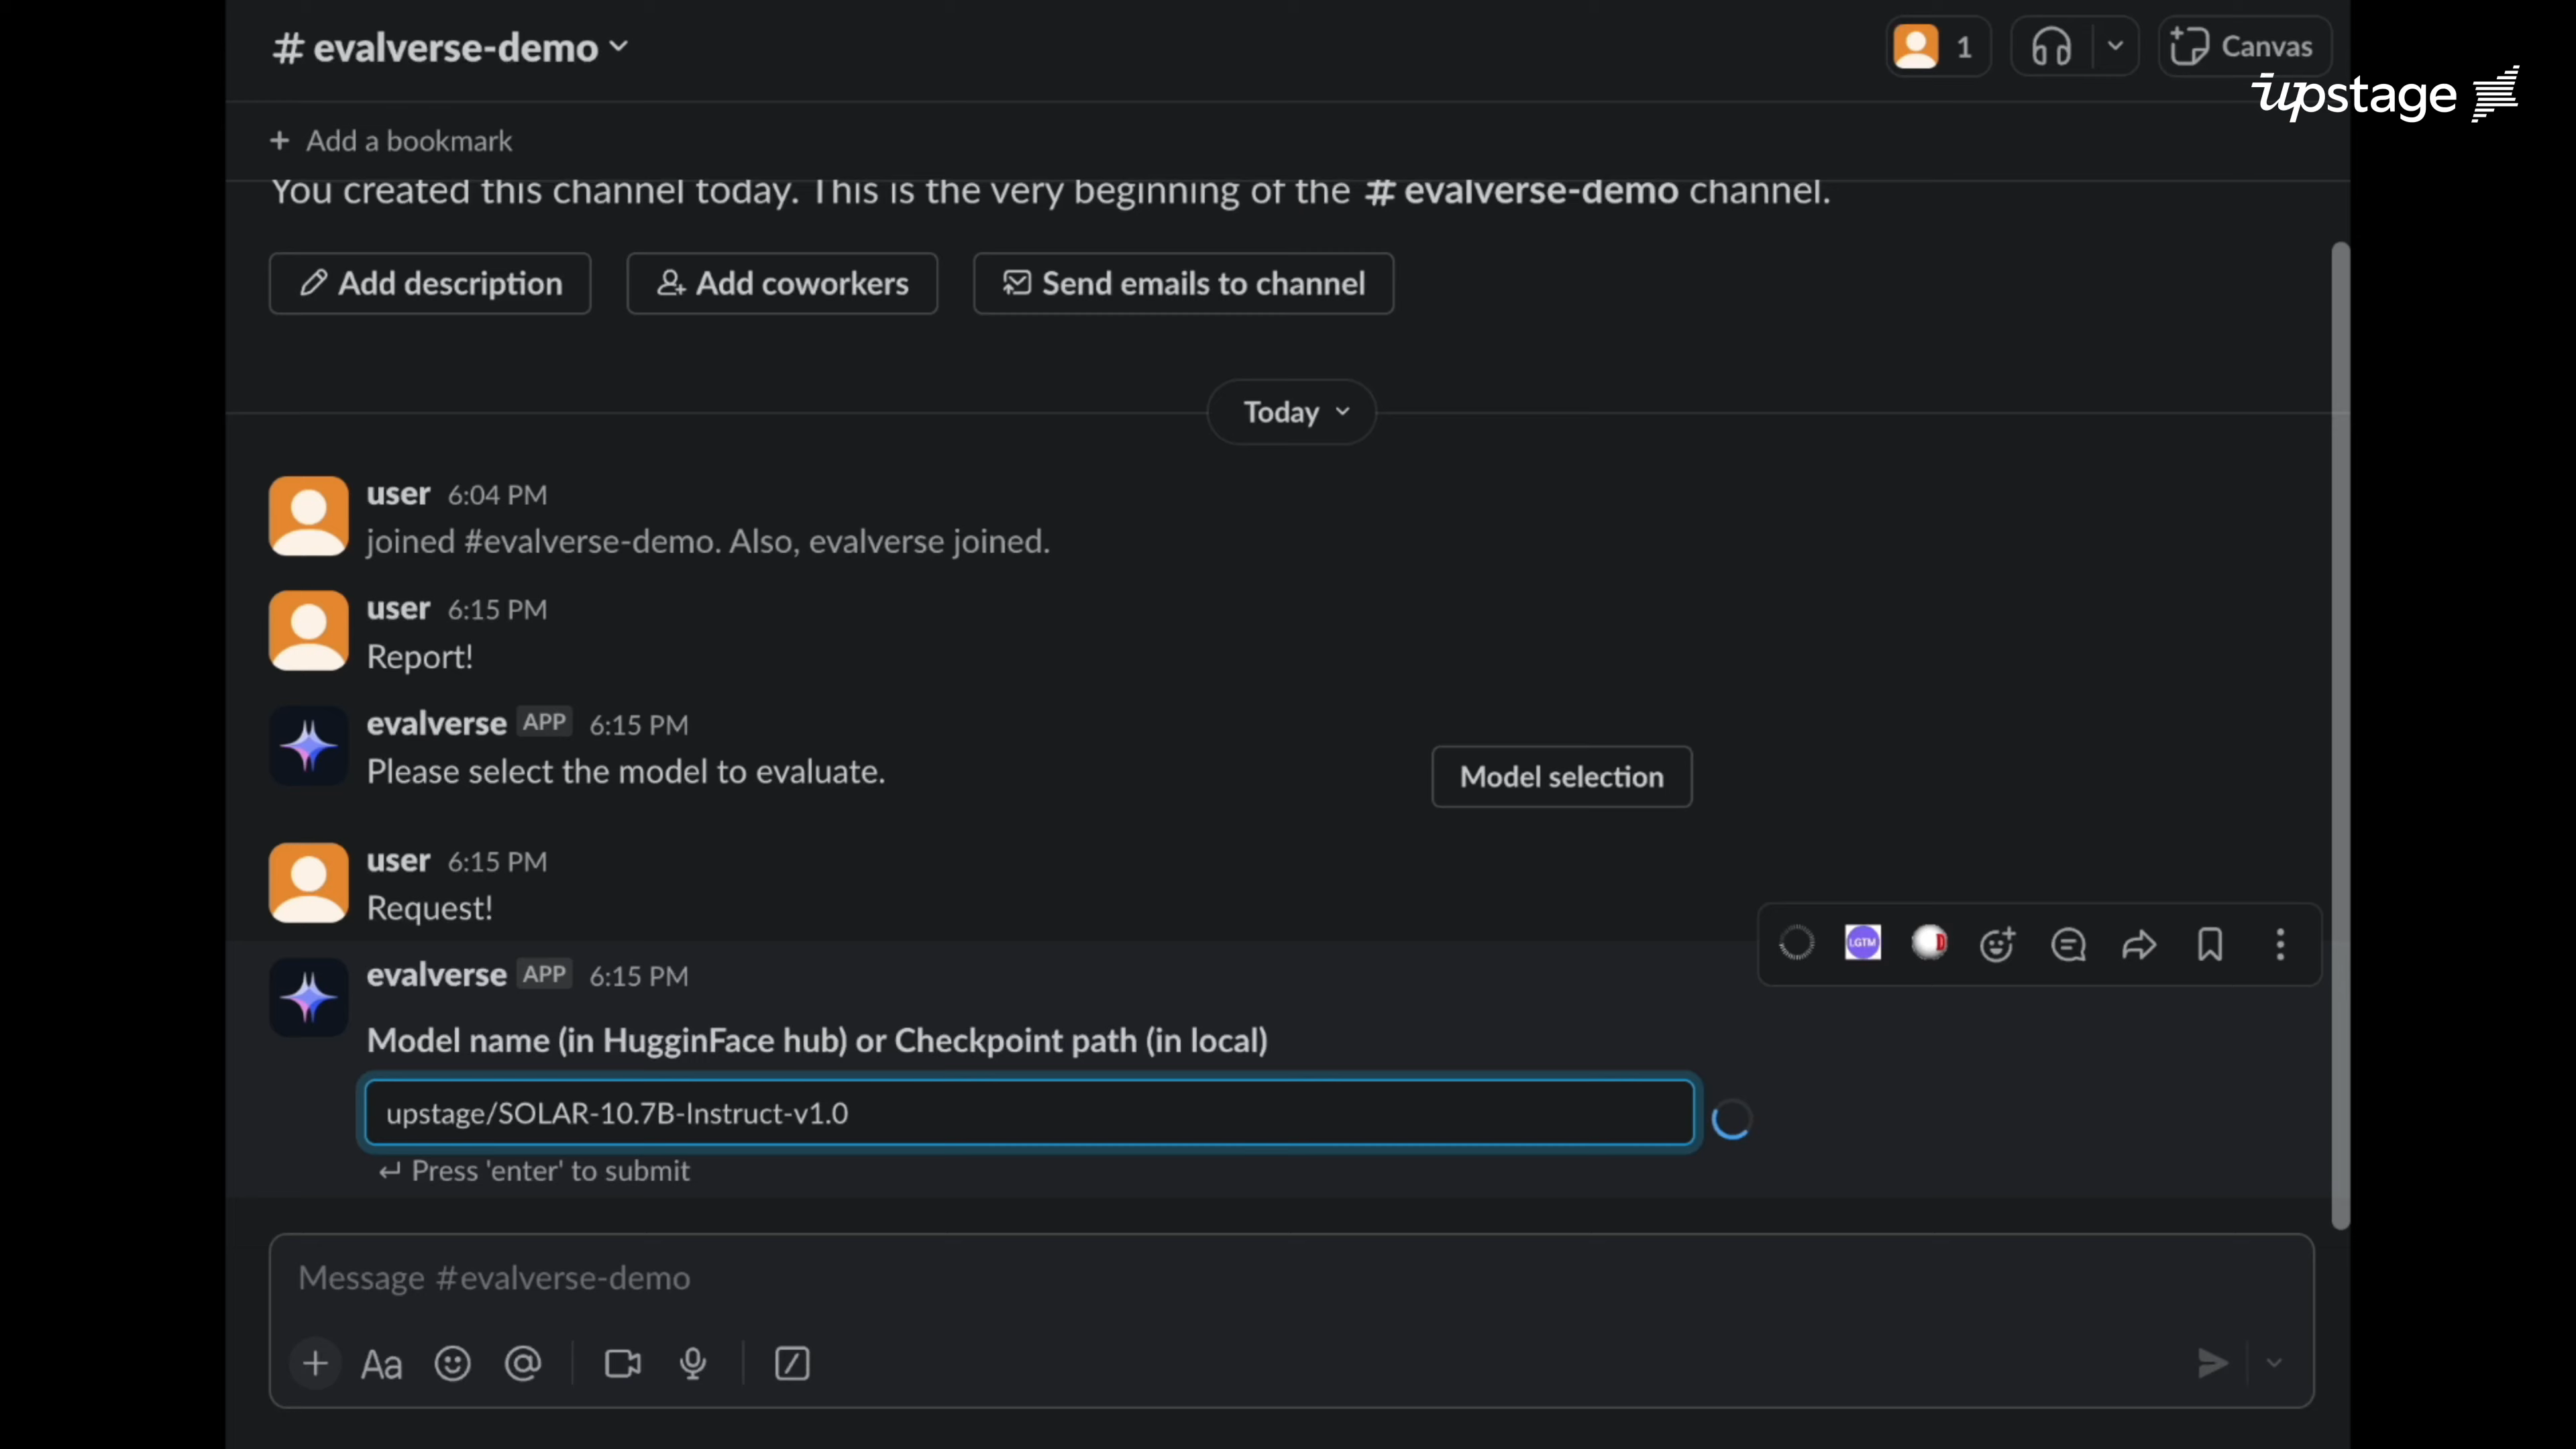 # evalverse-demo
1
Canvas
upstage
+ Add a bookmark
You created this channel today. This is the very beginning of the # evalverse-demo channel.
Add description
Add coworkers
Send emails to channel
Today
user 6:04 PM
joined #evalverse-demo. Also, evalverse joined.
user 6:15 PM
Report!
evalverse APP 6:15 PM
Please select the model to evaluate.
Model selection
user 6:15 PM
Request!
LGTM
D
evalverse APP 6:15 PM
Model name (in HugginFace hub) or Checkpoint path (in local)
upstage/SOLAR-10.7B-Instruct-v1.0
↵ Press 'enter' to submit
Message #evalverse-demo
Aa